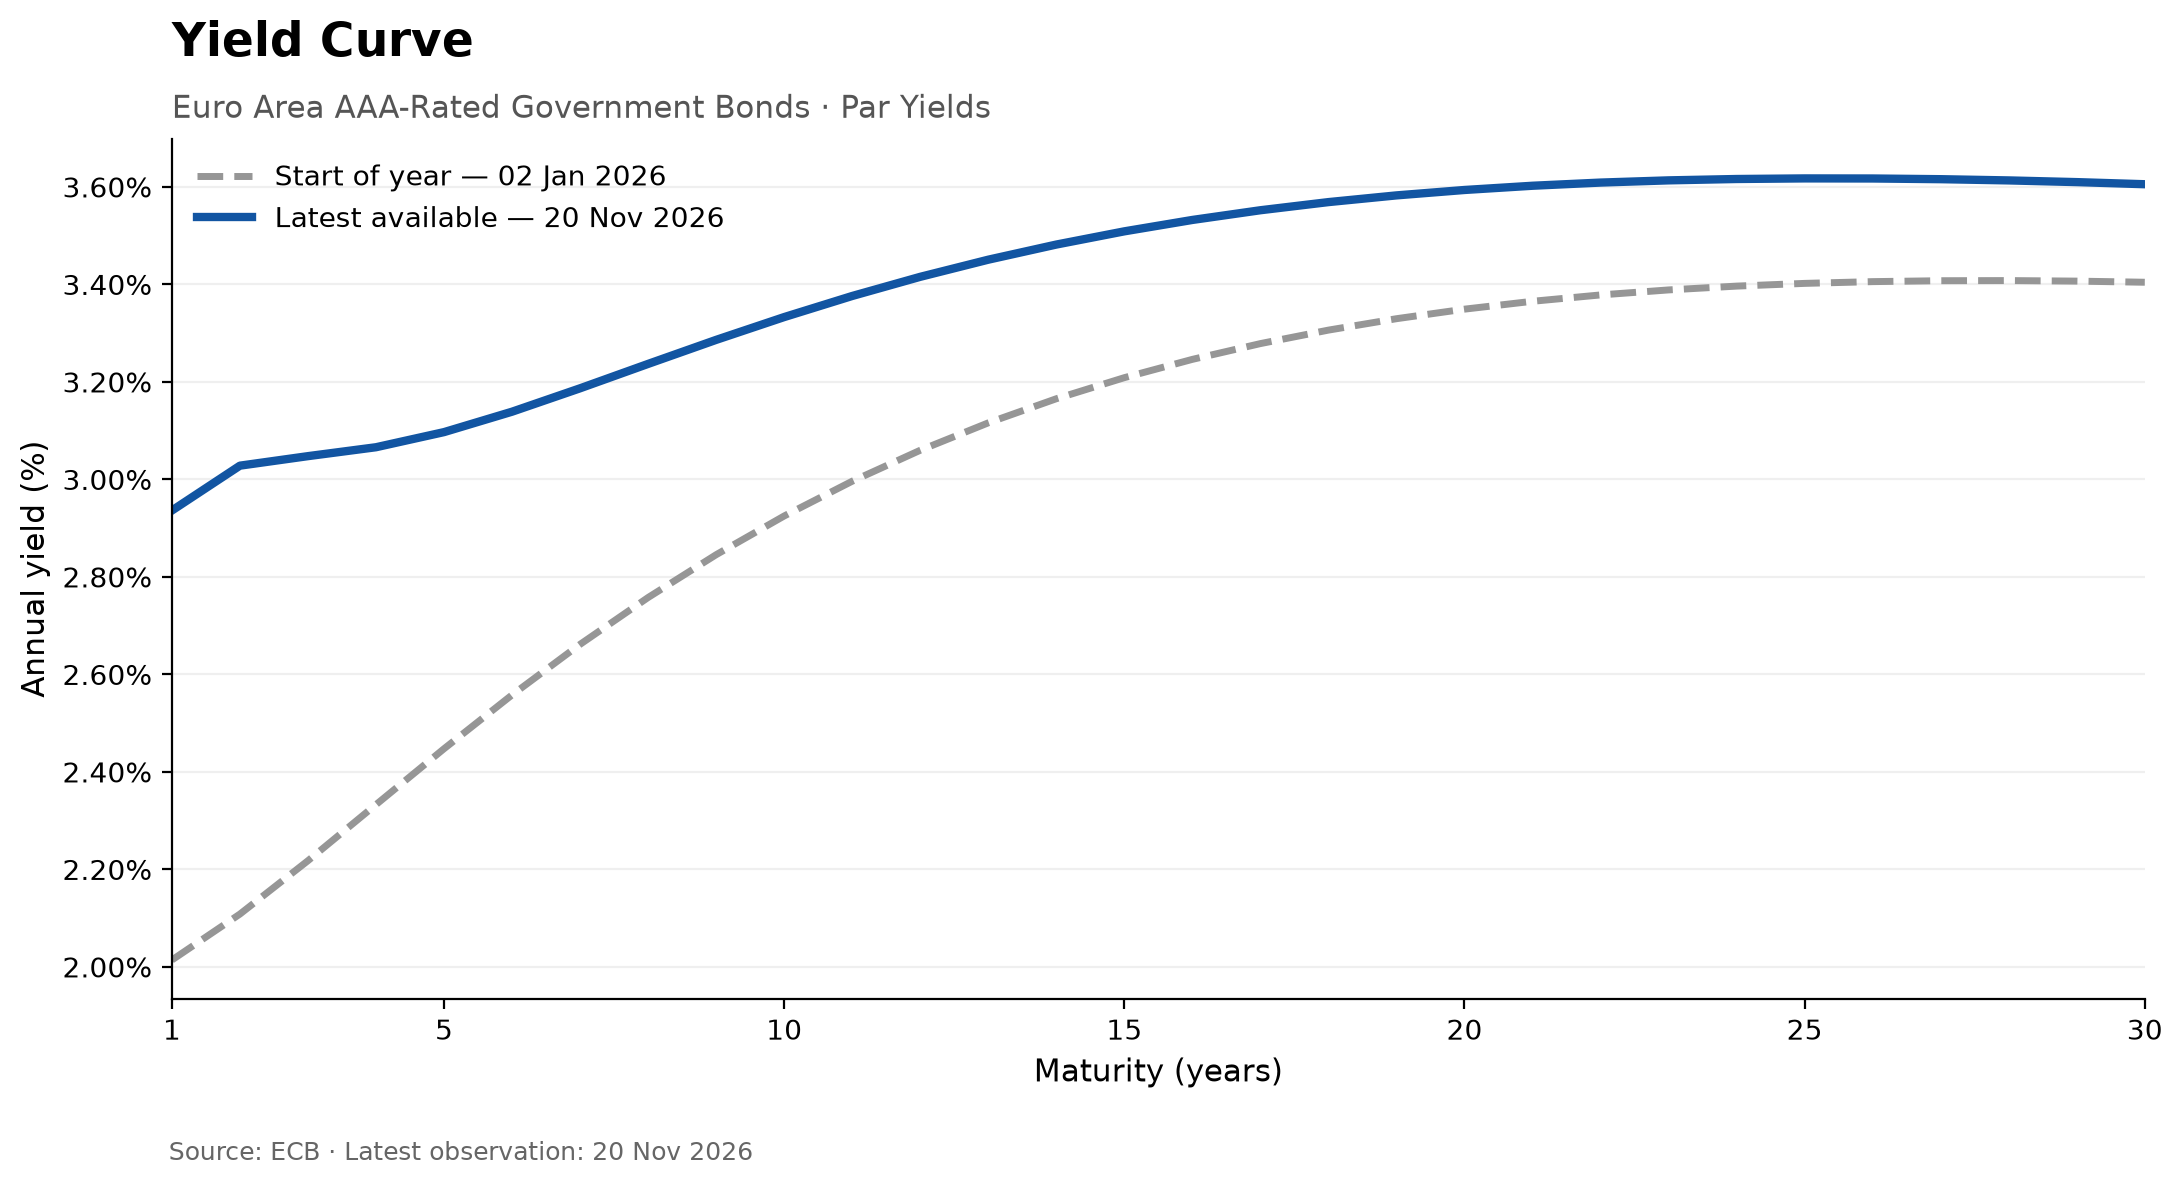 Yield Curve
Euro Area AAA-Rated Government Bonds · Par Yields
Start of year — 02 Jan 2026
Latest available — 20 Nov 2026
3.60%
3.40%
3.20%
3.00%
2.80%
2.60%
2.40%
2.20%
2.00%
Annual yield (%)
1 5 10 15 20 25 30
Maturity (years)
Source: ECB · Latest observation: 20 Nov 2026